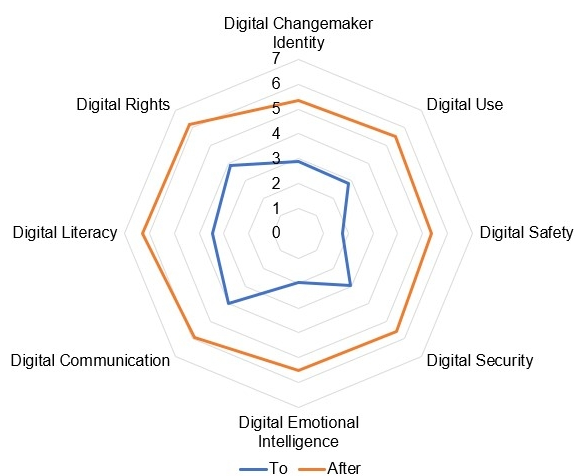 Digital Changemaker
Identity
7
6
5
4
3
2
1
0
Digital Rights
Digital Use
Digital Literacy
Digital Safety
Digital Communication
Digital Security
Digital Emotional
Intelligence
To
After